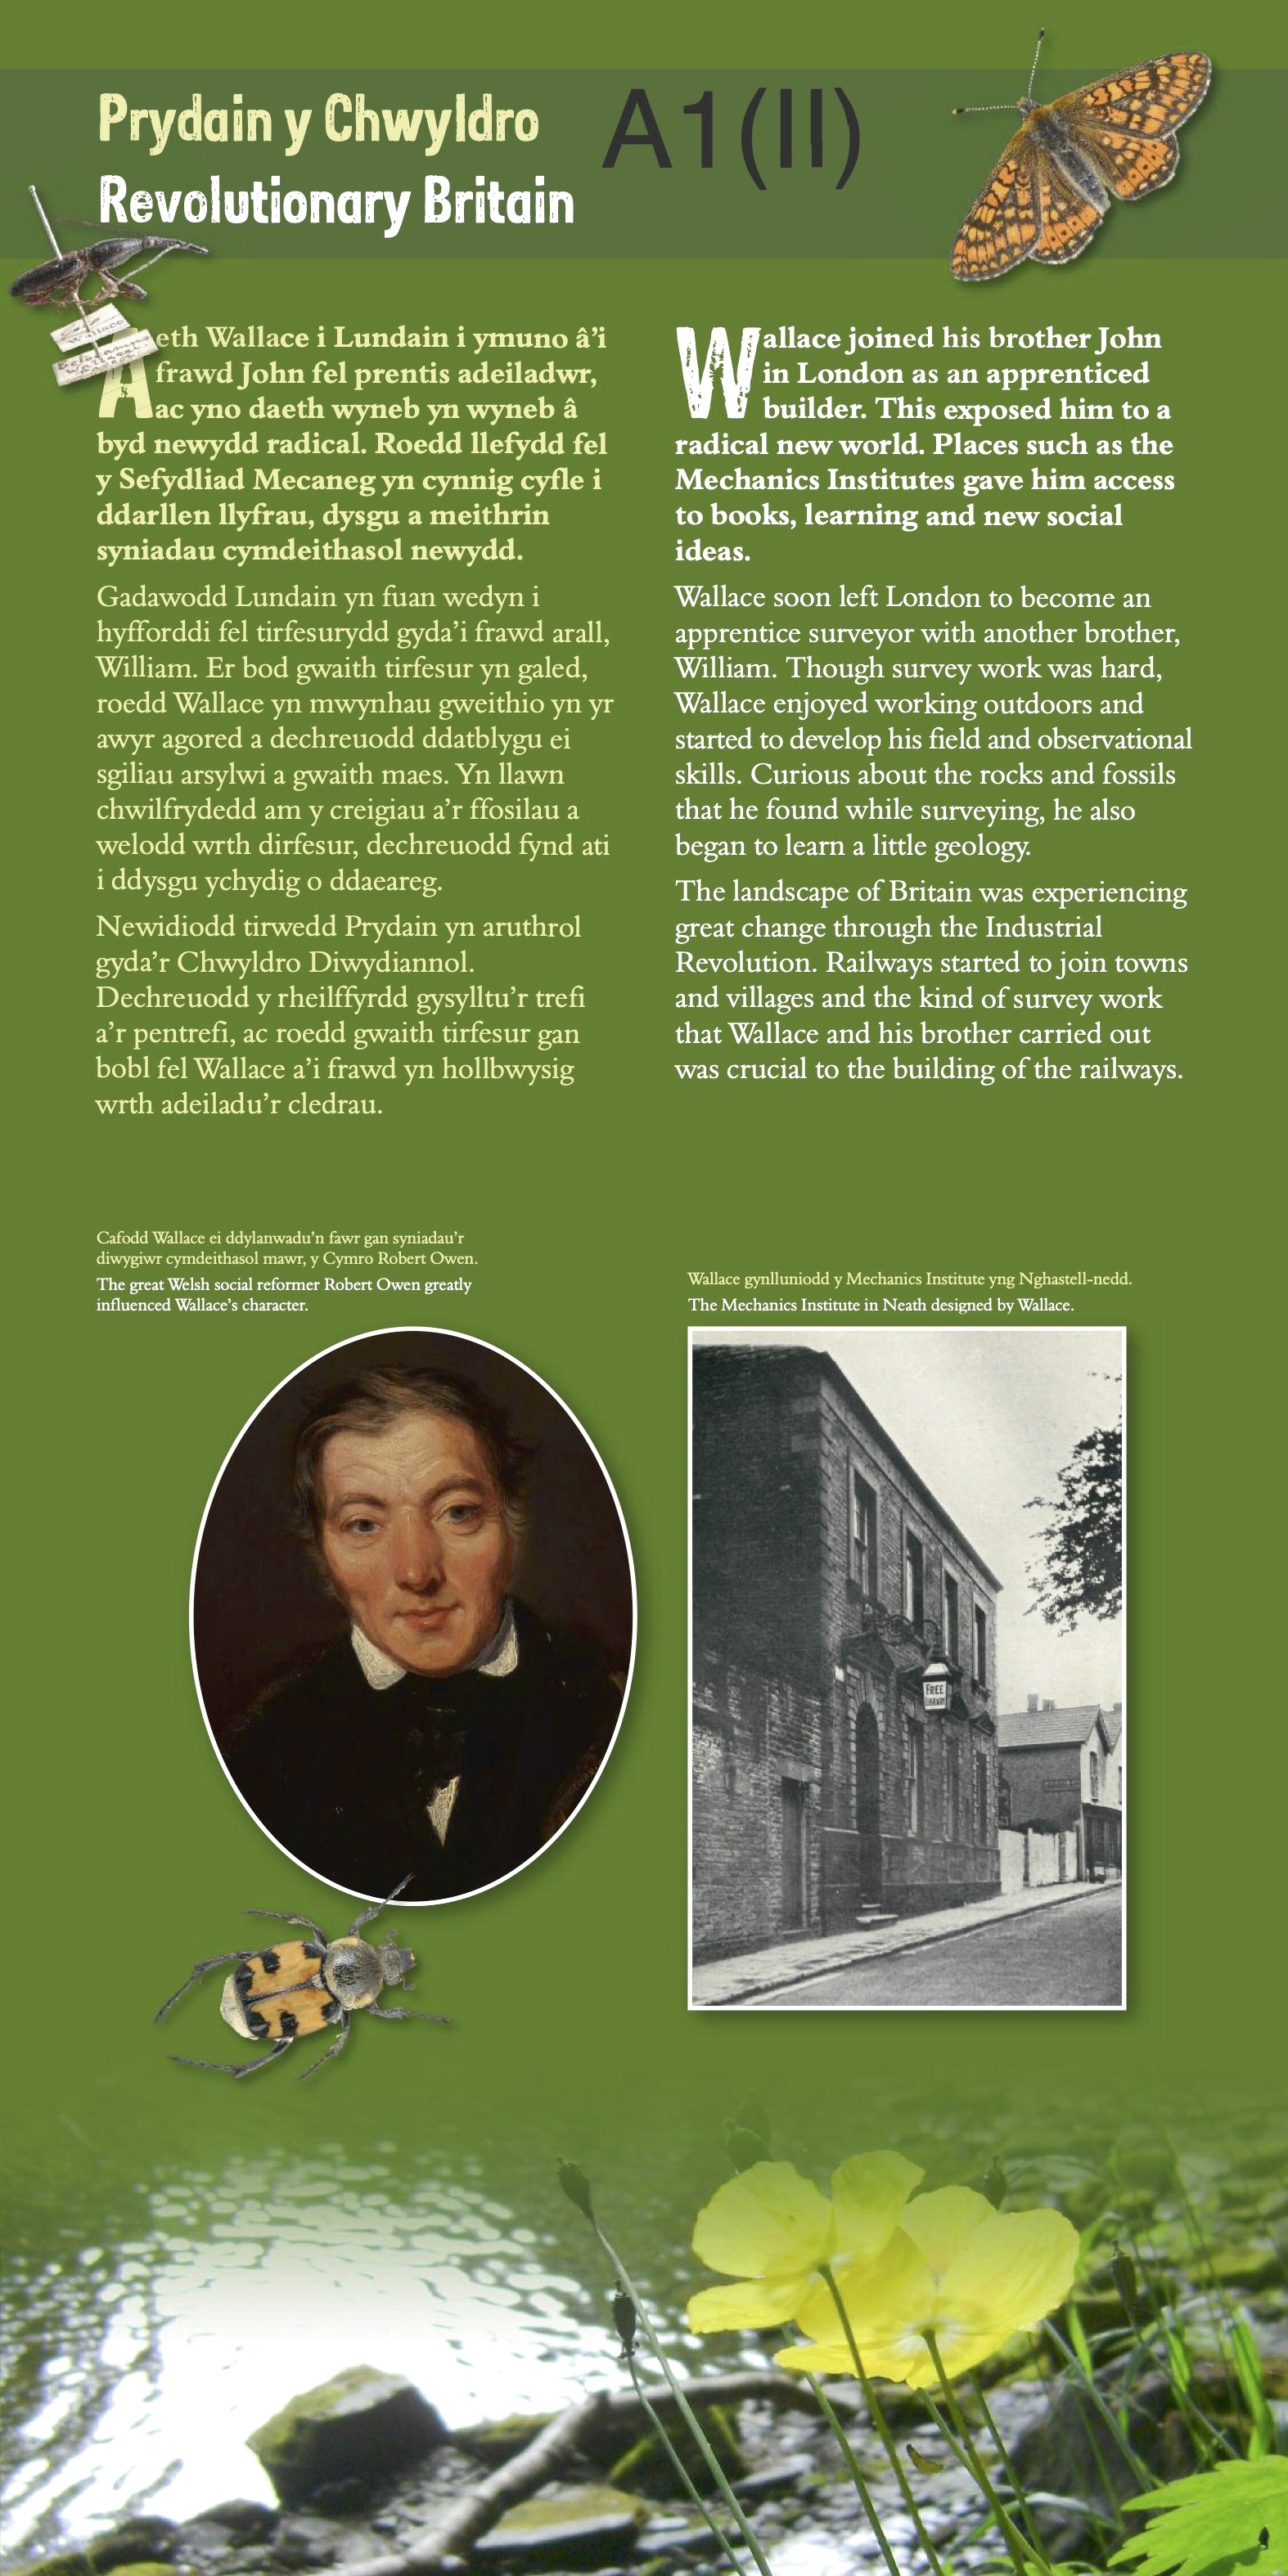 Prydain y Chwyldro
Revolutionary Britain
A1(II)
Aeth Wallace i Lundain i ymuno â’i
frawd John fel prentis adeiladwr,
ac yno daeth wyneb yn wyneb â
byd newydd radical. Roedd llefydd fel
y Sefydliad Mecaneg yn cynnig cyfle i
ddarllen llyfrau, dysgu a meithrin
syniadau cymdeithasol newydd.
Gadawodd Lundain yn fuan wedyn i
hyfforddi fel tirfesurydd gyda’i frawd arall,
William. Er bod gwaith tirfesur yn galed,
roedd Wallace yn mwynhau gweithio yn yr
awyr agored a dechreuodd ddatblygu ei
sgiliau arsylwi a gwaith maes. Yn llawn
chwilfrydedd am y creigiau a’r ffosilau a
welodd wrth dirfesur, dechreuodd fynd ati
i ddysgu ychydig o ddaeareg.
Newidiodd tirwedd Prydain yn aruthrol
gyda’r Chwyldro Diwydiannol.
Dechreuodd y rheilffyrdd gysylltu’r trefi
a’r pentrefi, ac roedd gwaith tirfesur gan
bobl fel Wallace a’i frawd yn hollbwysig
wrth adeiladu’r cledrau.
Wallace joined his brother John
in London as an apprenticed
builder. This exposed him to a
radical new world. Places such as the
Mechanics Institutes gave him access
to books, learning and new social
ideas.
Wallace soon left London to become an
apprentice surveyor with another brother,
William. Though survey work was hard,
Wallace enjoyed working outdoors and
started to develop his field and observational
skills. Curious about the rocks and fossils
that he found while surveying, he also
began to learn a little geology.
The landscape of Britain was experiencing
great change through the Industrial
Revolution. Railways started to join towns
and villages and the kind of survey work
that Wallace and his brother carried out
was crucial to the building of the railways.
Cafodd Wallace ei ddylanwadu’n fawr gan syniadau’r
diwygiwr cymdeithasol mawr, y Cymro Robert Owen.
The great Welsh social reformer Robert Owen greatly
influenced Wallace’s character.
Wallace gynlluniodd y Mechanics Institute yng Nghastell-nedd.
The Mechanics Institute in Neath designed by Wallace.
FREE
LIBRARY